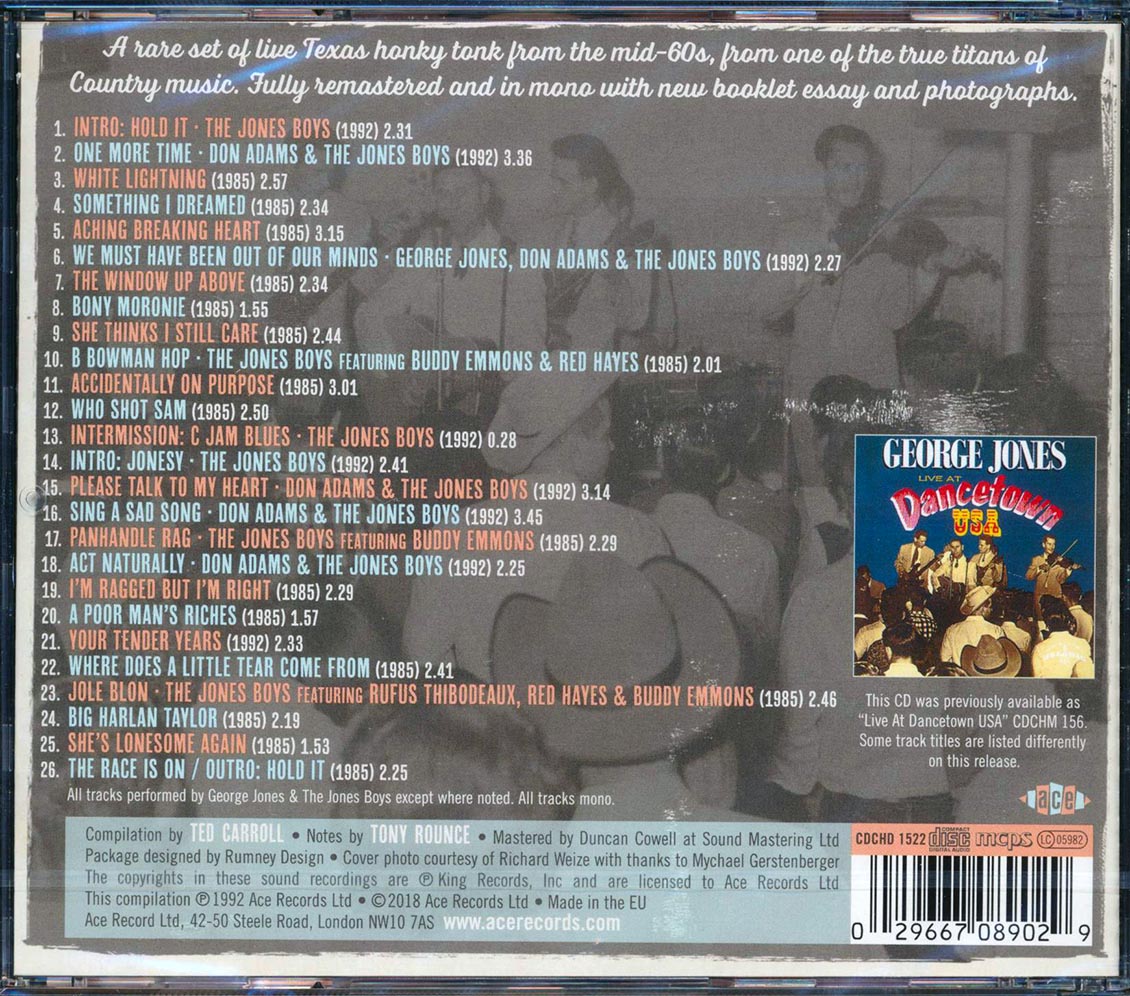 A rare set of live Texas honky tonk from the mid-60s, from one of the true titans of
Country music. Fully remastered and in mono with new booklet essay and photographs.
1. INTRO: HOLD IT · THE JONES BOYS (1992) 2.31
2. ONE MORE TIME · DON ADAMS & THE JONES BOYS (1992) 3.36
3. WHITE LIGHTNING (1985) 2.57
4. SOMETHING I DREAMED (1985) 2.34
5. ACHING BREAKING HEART (1985) 3.15
6. WE MUST HAVE BEEN OUT OF OUR MINDS · GEORGE JONES, DON ADAMS & THE JONES BOYS (1992) 2.27
7. THE WINDOW UP ABOVE (1985) 2.34
8. BONY MORONIE (1985) 1.55
9. SHE THINKS I STILL CARE (1985) 2.44
10. B BOWMAN HOP · THE JONES BOYS FEATURING BUDDY EMMONS & RED HAYES (1985) 2.01
11. ACCIDENTALLY ON PURPOSE (1985) 3.01
12. WHO SHOT SAM (1985) 2.50
13. INTERMISSION: C JAM BLUES · THE JONES BOYS (1992) 0.28
14. INTRO: JONESY · THE JONES BOYS (1992) 2.41
15. PLEASE TALK TO MY HEART · DON ADAMS & THE JONES BOYS (1992) 3.14
16. SING A SAD SONG · DON ADAMS & THE JONES BOYS (1992) 3.45
17. PANHANDLE RAG · THE JONES BOYS FEATURING BUDDY EMMONS (1985) 2.29
18. ACT NATURALLY · DON ADAMS & THE JONES BOYS (1992) 2.25
19. I'M RAGGED BUT I'M RIGHT (1985) 2.29
20. A POOR MAN'S RICHES (1985) 1.57
21. YOUR TENDER YEARS (1992) 2.33
22. WHERE DOES A LITTLE TEAR COME FROM (1985) 2.41
23. JOLE BLON · THE JONES BOYS FEATURING RUFUS THIBODEAUX, RED HAYES & BUDDY EMMONS (1985) 2.46
24. BIG HARLAN TAYLOR (1985) 2.19
25. SHE'S LONESOME AGAIN (1985) 1.53
26. THE RACE IS ON / OUTRO: HOLD IT (1985) 2.25
All tracks performed by George Jones & The Jones Boys except where noted. All tracks mono.
GEORGE JONES
LIVE AT
Dancetown
USA
This CD was previously available as
“Live At Dancetown USA” CDCHM 156.
Some track titles are listed differently
on this release.
ace
Compilation by TED CARROLL • Notes by TONY ROUNCE • Mastered by Duncan Cowell at Sound Mastering Ltd
Package designed by Rumney Design • Cover photo courtesy of Richard Weize with thanks to Mychael Gerstenberger
The copyrights in these sound recordings are ℗ King Records, Inc and are licensed to Ace Records Ltd
This compilation ℗ 1992 Ace Records Ltd • © 2018 Ace Records Ltd • Made in the EU
Ace Record Ltd, 42-50 Steele Road, London NW10 7AS www.acerecords.com
CDCHD 1522 COMPACT disc DIGITAL AUDIO mcps LC 05982
0 29667 08902 9